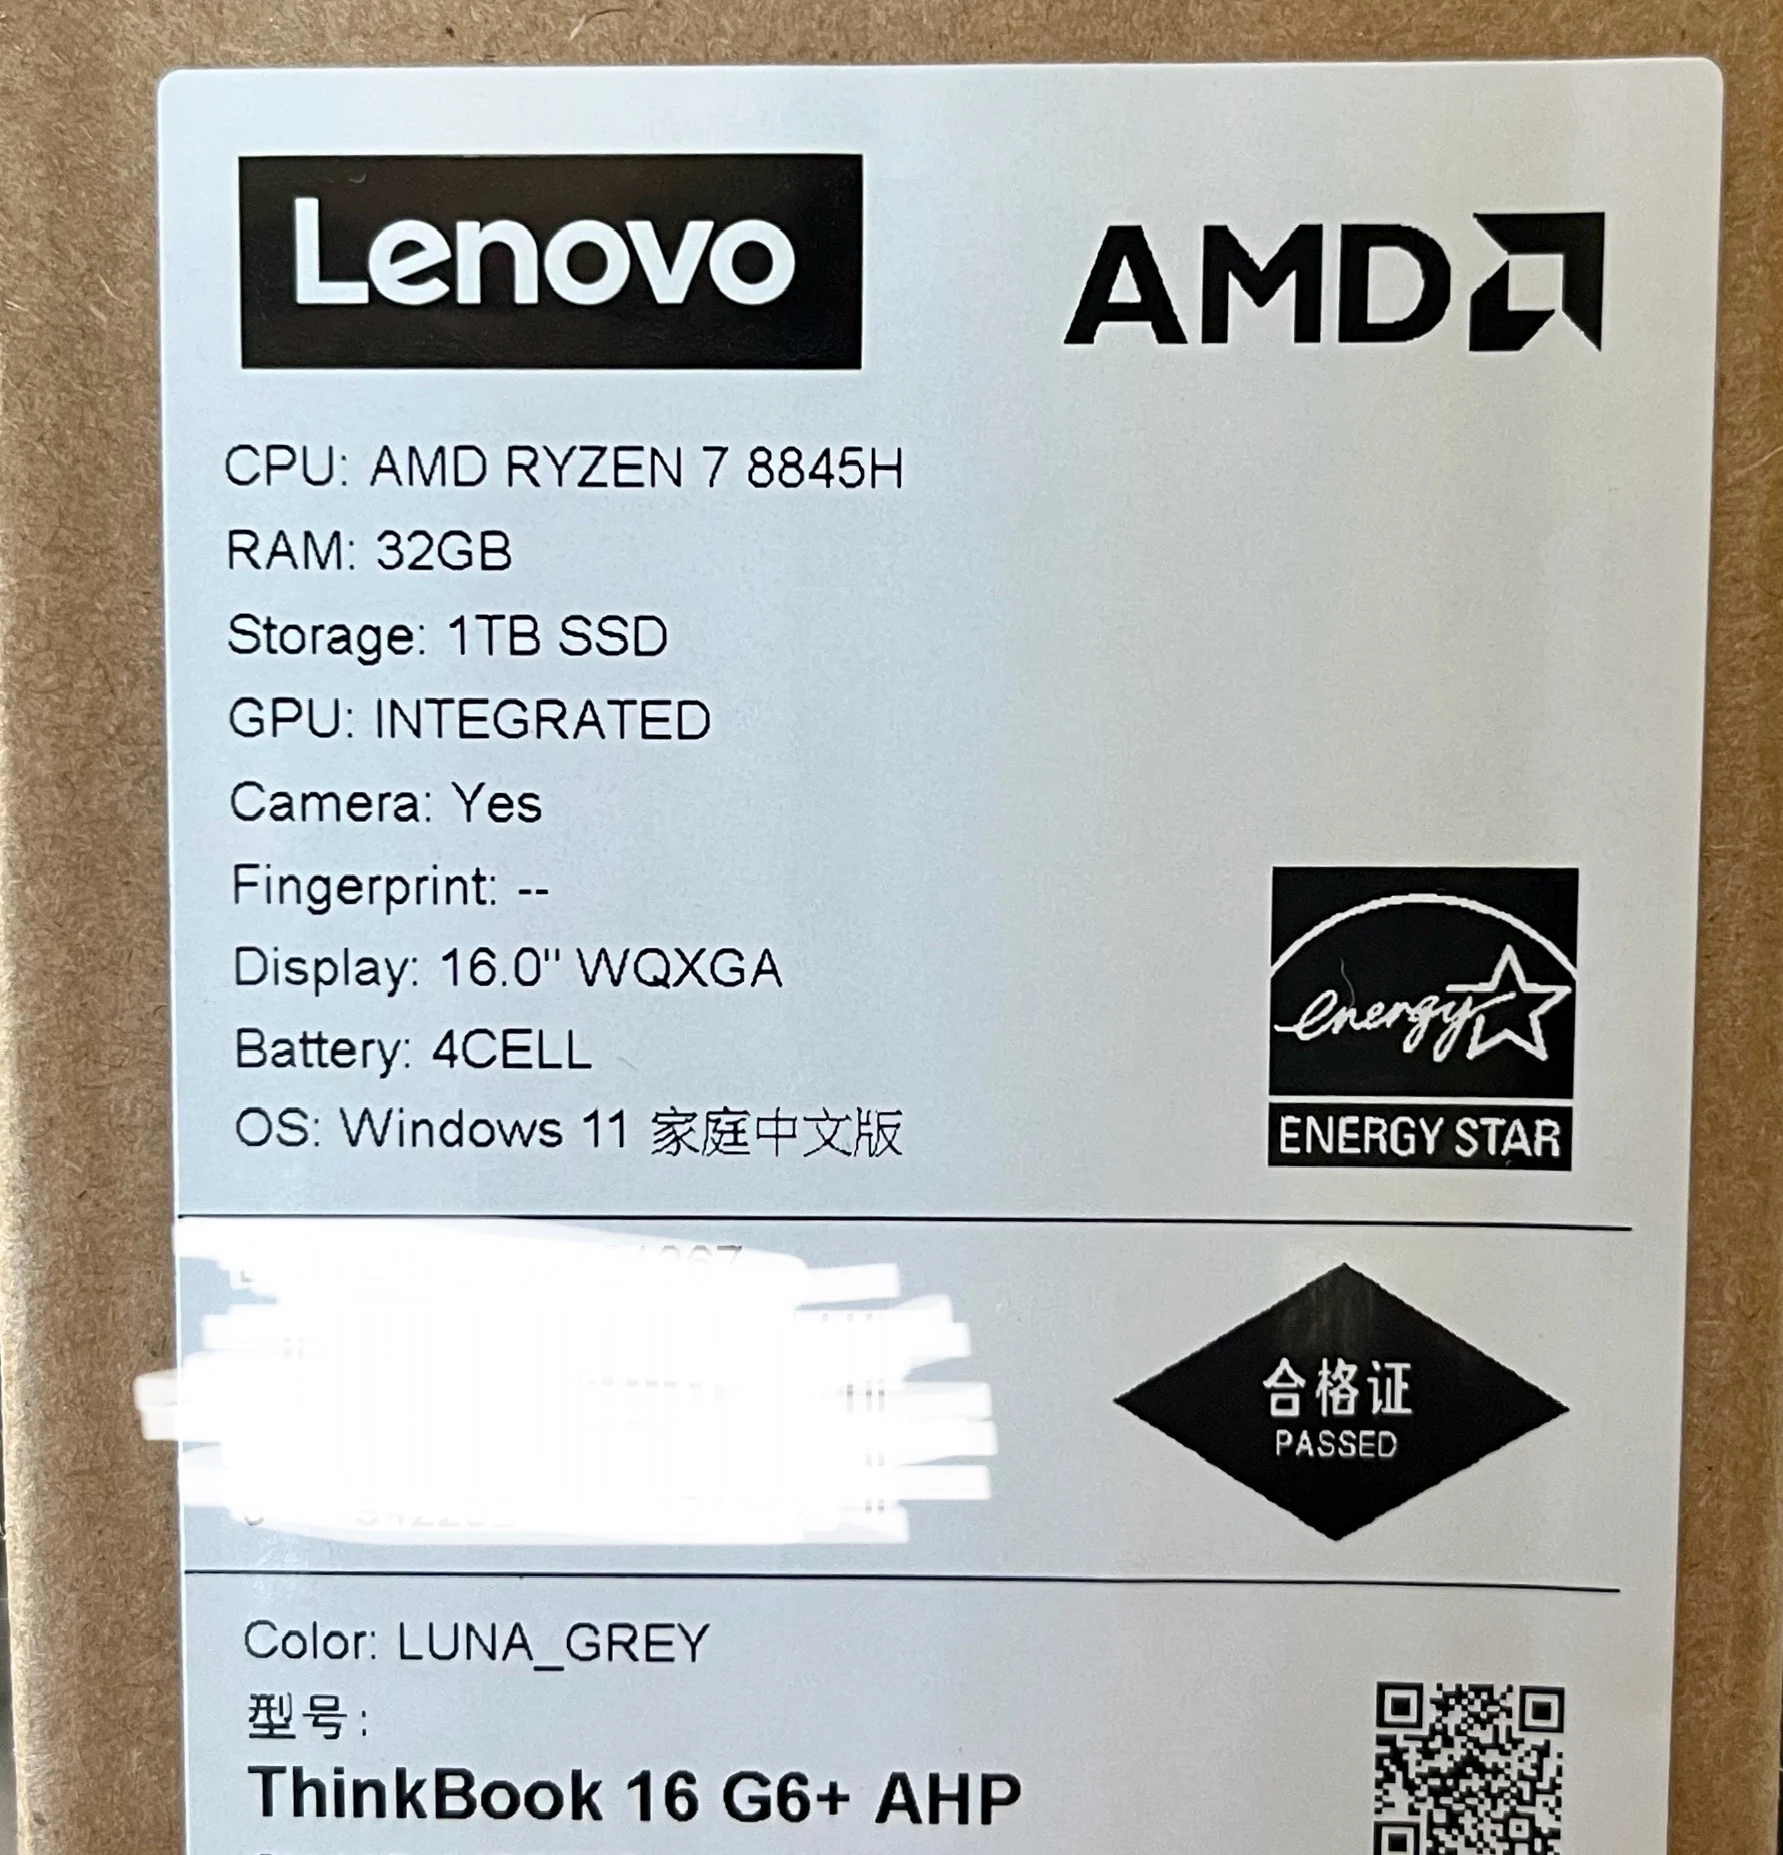 Lenovo
AMD
CPU: AMD RYZEN 7 8845H
RAM: 32GB
Storage: 1TB SSD
GPU: INTEGRATED
Camera: Yes
Fingerprint: --
Display: 16.0" WQXGA
Battery: 4CELL
OS: Windows 11 家庭中文版
energy
ENERGY STAR
合格证
PASSED
Color: LUNA_GREY
型号:
ThinkBook 16 G6+ AHP